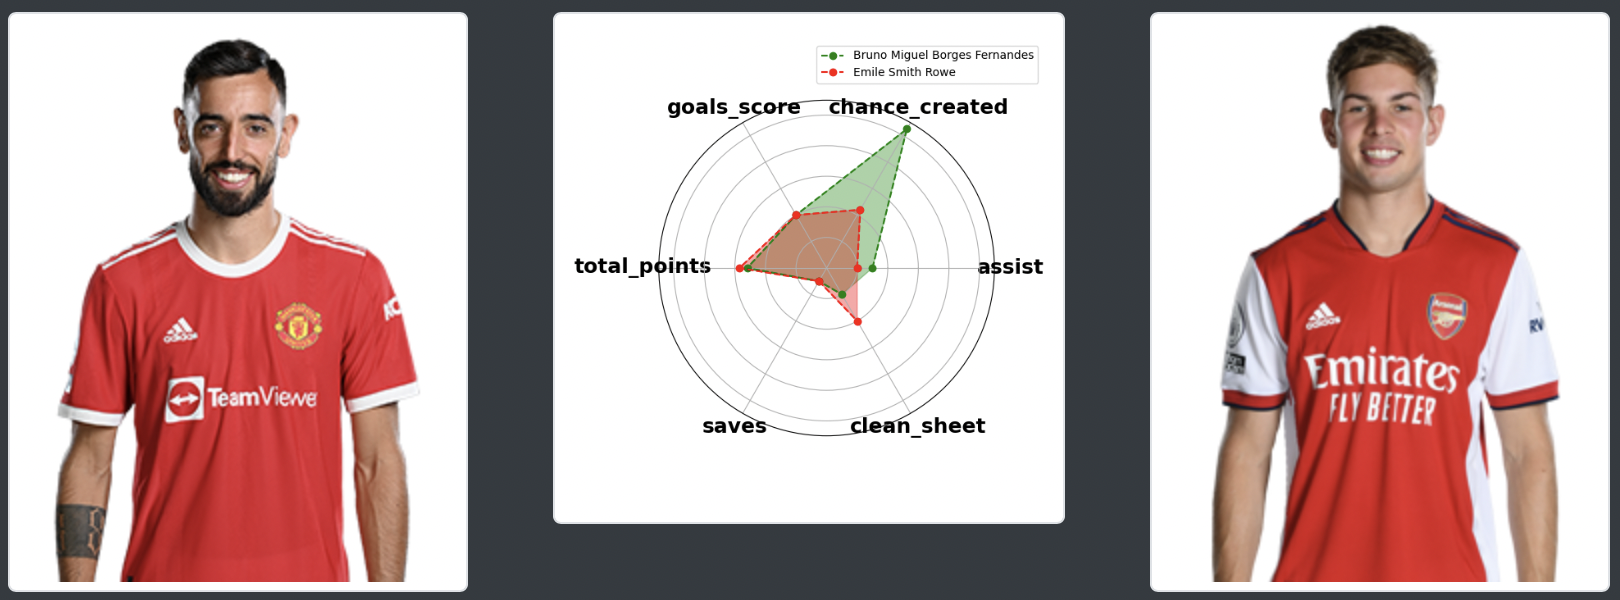 adidas
TeamViewer
Bruno Miguel Borges Fernandes
Emile Smith Rowe
goals_score
chance_created
total_points
assist
saves
clean_sheet
adidas
Arsenal
Emirates
FLY BETTER